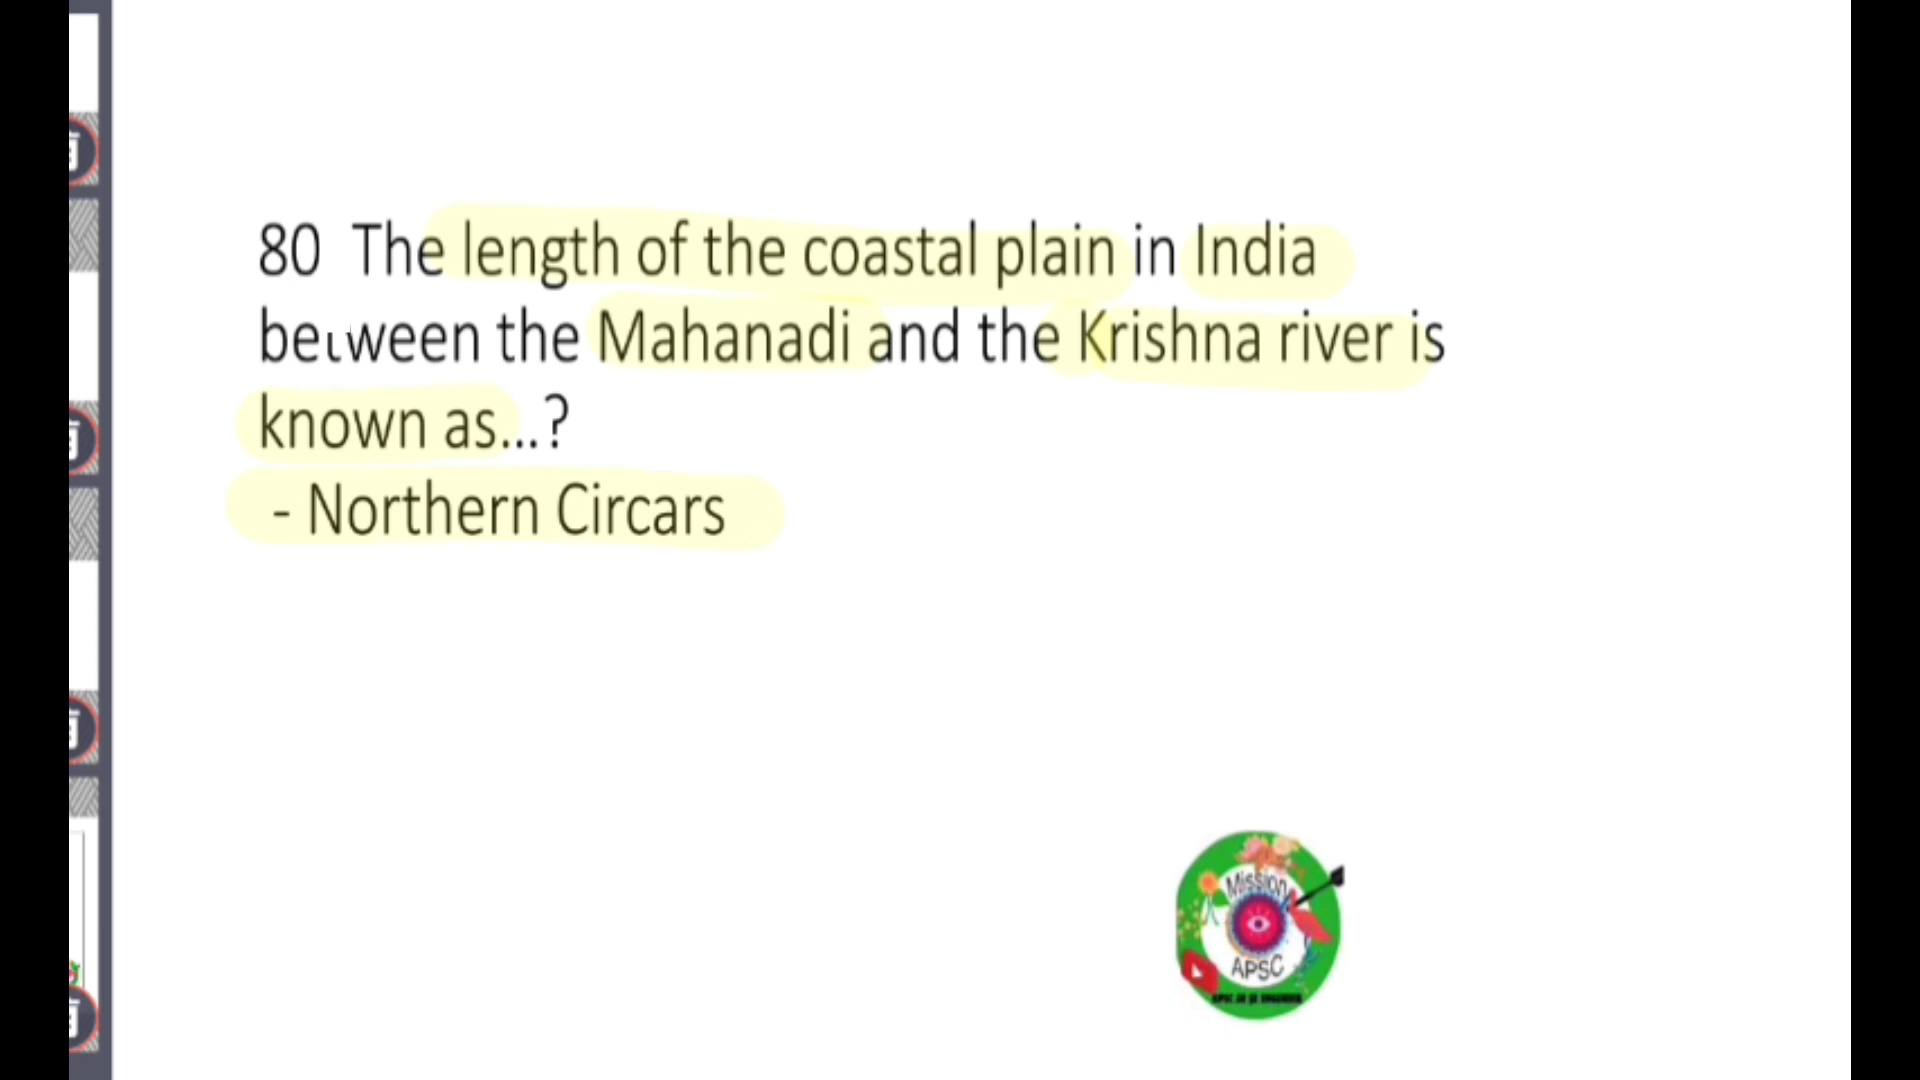 80 The length of the coastal plain in India
between the Mahanadi and the Krishna river is
known as...?
- Northern Circars
Mission
APSC